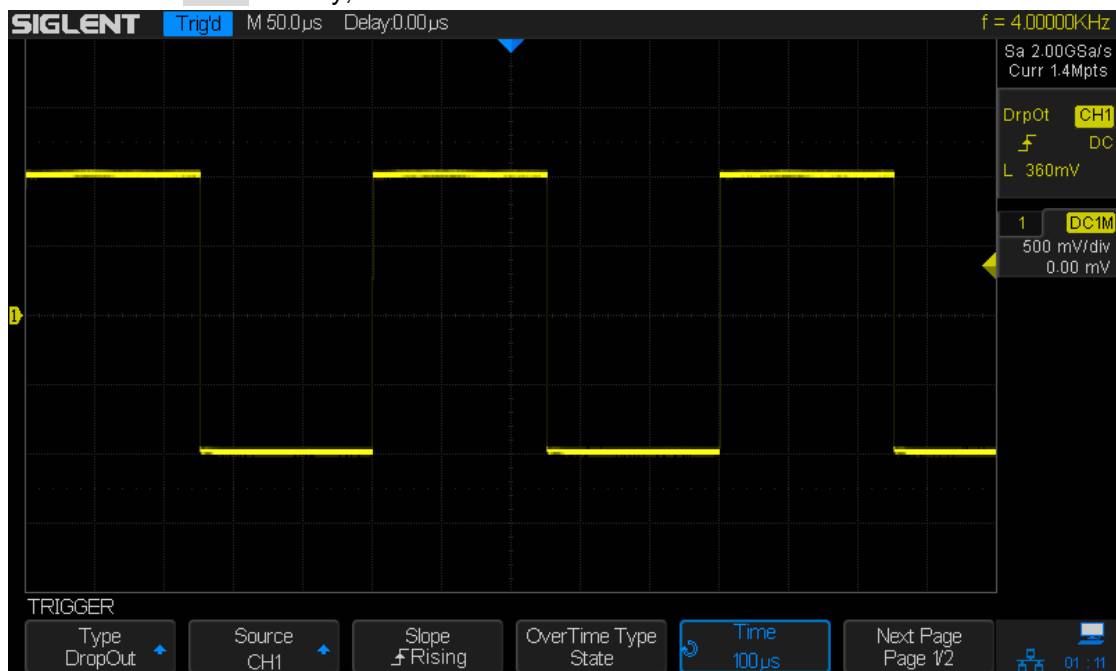 SIGLENT Trig'd M 50.0µs Delay:0.00µs f = 4.00000KHz
Sa 2.00GSa/s
Curr 1.4Mpts
DrpOt CH1
DC
L 360mV
1 DC1M
500 mV/div
0.00 mV
1
TRIGGER
Type Source Slope OverTime Type Time Next Page
DropOut CH1 Rising State 100µs Page 1/2
01 : 11